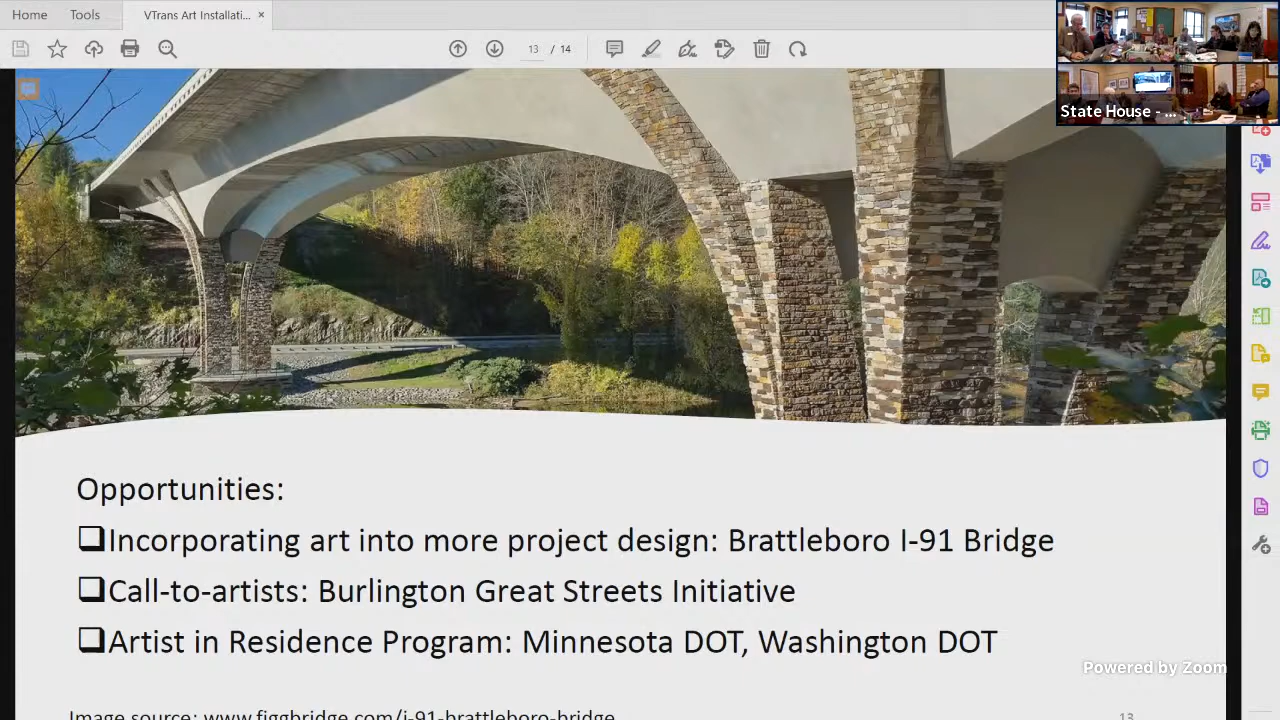 Home Tools VTrans Art Installati... ×
13 / 14
State House - ...
Opportunities:
Incorporating art into more project design: Brattleboro I-91 Bridge
Call-to-artists: Burlington Great Streets Initiative
Artist in Residence Program: Minnesota DOT, Washington DOT
Powered by Zoom
Image source: www.figgbridge.com/i-91-brattleboro-bridge 13